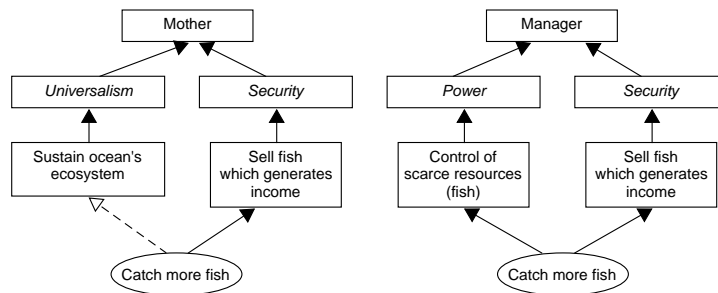 Mother
Universalism
Security
Sustain ocean's
ecosystem
Sell fish
which generates
income
Catch more fish
Manager
Power
Security
Control of
scarce resources
(fish)
Sell fish
which generates
income
Catch more fish